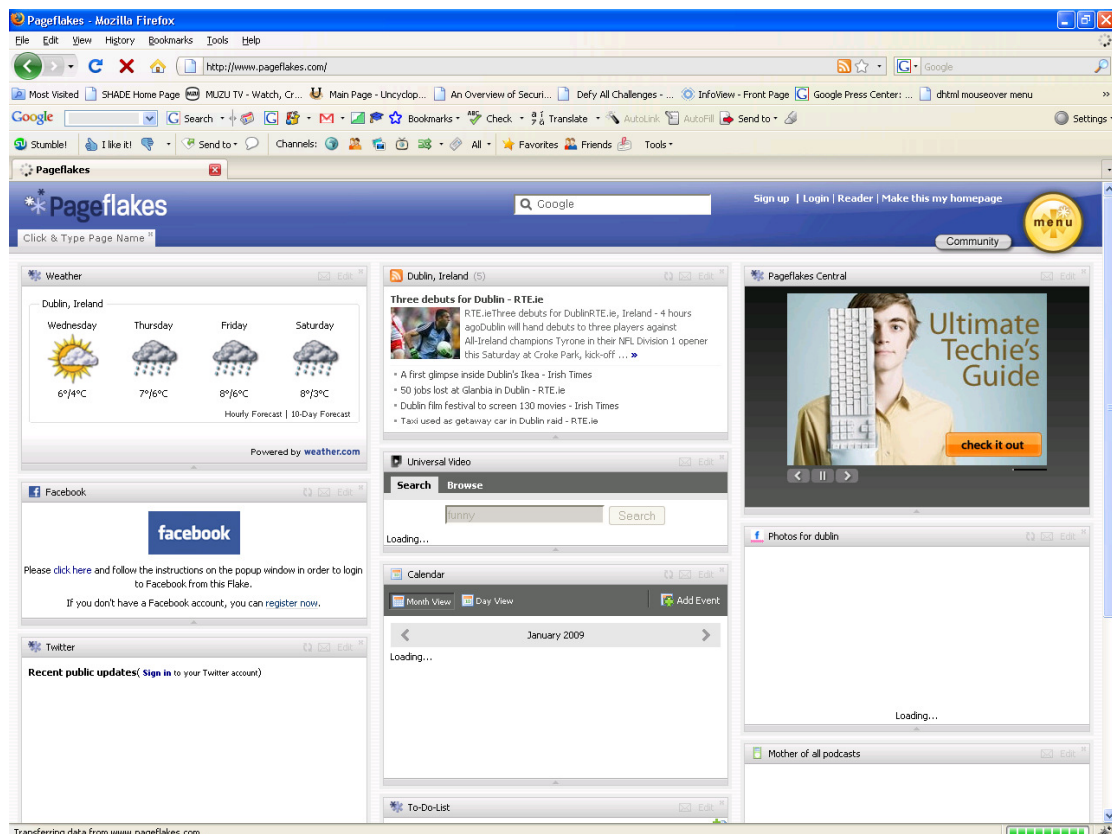 Pageflakes - Mozilla Firefox
File Edit View History Bookmarks Tools Help
http://www.pageflakes.com/
G Google
Most Visited SHADE Home Page MUZU TV - Watch, Cr... Main Page - Uncyclop... An Overview of Securi... Defy All Challenges - ... InfoView - Front Page Google Press Center: ... dhtml mouseover menu
Google G Search G M Bookmarks Check Translate AutoLink AutoFill Send to Settings
Stumble! I like it! Send to Channels: All Favorites Friends Tools
Pageflakes
Pageflakes
Google
Sign up | Login | Reader | Make this my homepage
menu
Click & Type Page Name
Community
Weather Edit
Dublin, Ireland
Wednesday Thursday Friday Saturday
6°/4°C 7°/6°C 8°/6°C 8°/3°C
Hourly Forecast | 10-Day Forecast
Powered by weather.com
Facebook Edit
facebook
Please click here and follow the instructions on the popup window in order to login
to Facebook from this Flake.
If you don't have a Facebook account, you can register now.
Twitter Edit
Recent public updates( Sign in to your Twitter account)
Dublin, Ireland (5) Edit
Three debuts for Dublin - RTE.ie
RTE.ieThree debuts for DublinRTE.ie, Ireland - 4 hours
agoDublin will hand debuts to three players against
All-Ireland champions Tyrone in their NFL Division 1 opener
this Saturday at Croke Park, kick-off ... »
A first glimpse inside Dublin's Ikea - Irish Times
50 jobs lost at Glanbia in Dublin - RTE.ie
Dublin film festival to screen 130 movies - Irish Times
Taxi used as getaway car in Dublin raid - RTE.ie
Universal Video Edit
Search Browse
funny Search
Loading...
Calendar Edit
Month View Day View Add Event
January 2009
Loading...
To-Do-List Edit
Pageflakes Central Edit
Ultimate
Techie's
Guide
check it out
Photos for dublin Edit
Loading...
Mother of all podcasts Edit
Transferring data from www.pageflakes.com